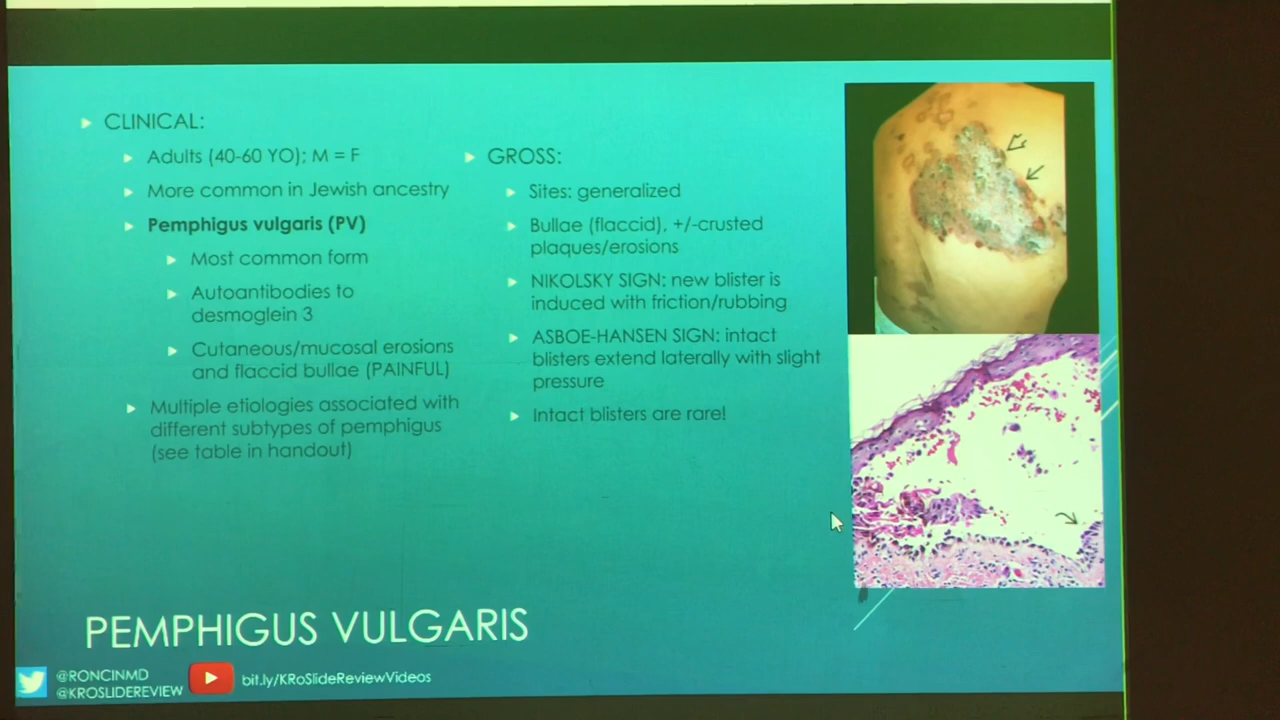 CLINICAL:
Adults (40-60 YO); M = F
More common in Jewish ancestry
Pemphigus vulgaris (PV)
Most common form
Autoantibodies to
desmoglein 3
Cutaneous/mucosal erosions
and flaccid bullae (PAINFUL)
Multiple etiologies associated with
different subtypes of pemphigus
(see table in handout)
GROSS:
Sites: generalized
Bullae (flaccid), +/-crusted
plaques/erosions
NIKOLSKY SIGN: new blister is
induced with friction/rubbing
ASBOE-HANSEN SIGN: intact
blisters extend laterally with slight
pressure
Intact blisters are rare!
PEMPHIGUS VULGARIS
@RONCINMD
@KROSLIDEREVIEW
bit.ly/KRoSlideReviewVideos